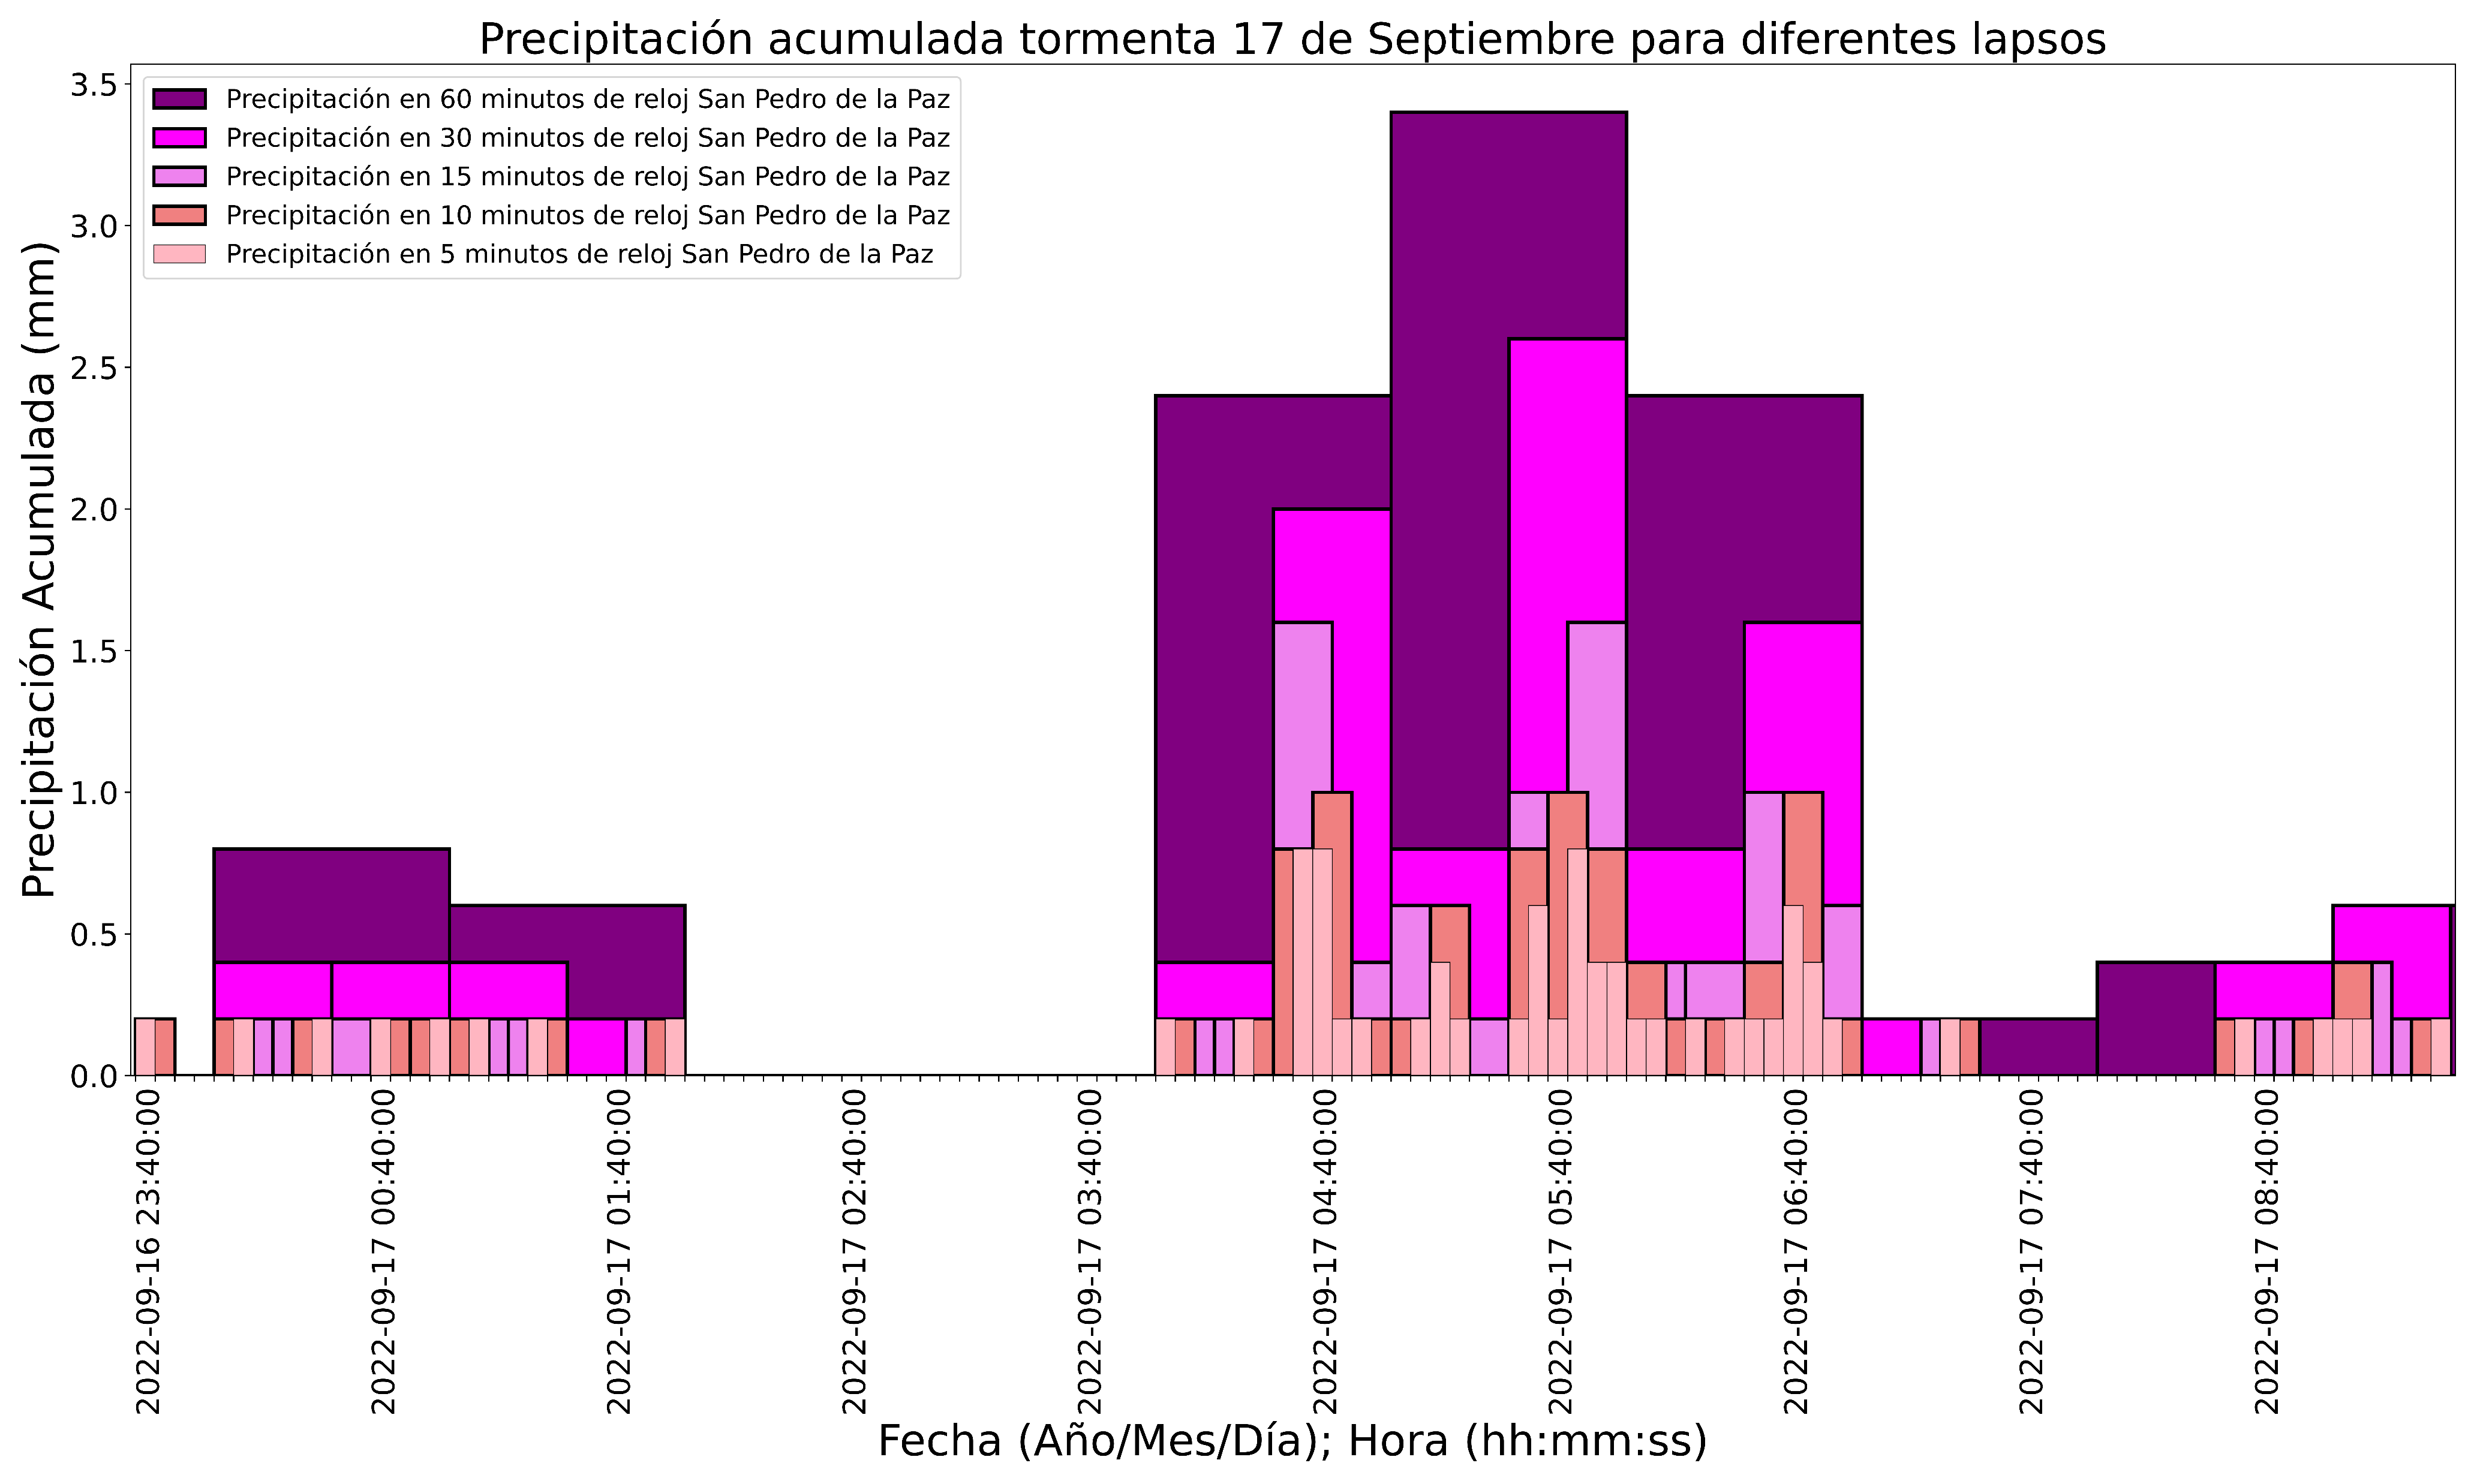 Precipitación acumulada tormenta 17 de Septiembre para diferentes lapsos
Precipitación en 60 minutos de reloj San Pedro de la Paz
Precipitación en 30 minutos de reloj San Pedro de la Paz
Precipitación en 15 minutos de reloj San Pedro de la Paz
Precipitación en 10 minutos de reloj San Pedro de la Paz
Precipitación en 5 minutos de reloj San Pedro de la Paz
Precipitación Acumulada (mm)
3.5
3.0
2.5
2.0
1.5
1.0
0.5
0.0
2022-09-16 23:40:00
2022-09-17 00:40:00
2022-09-17 01:40:00
2022-09-17 02:40:00
2022-09-17 03:40:00
2022-09-17 04:40:00
2022-09-17 05:40:00
2022-09-17 06:40:00
2022-09-17 07:40:00
2022-09-17 08:40:00
Fecha (Año/Mes/Día); Hora (hh:mm:ss)